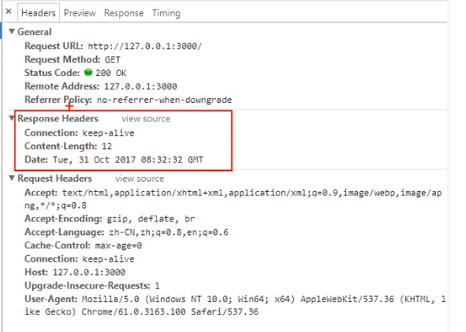 × Headers Preview Response Timing
▼ General
Request URL: http://127.0.0.1:3000/
Request Method: GET
Status Code: 200 OK
Remote Address: 127.0.0.1:3000
Referrer Policy: no-referrer-when-downgrade
▼ Response Headers view source
Connection: keep-alive
Content-Length: 12
Date: Tue, 31 Oct 2017 08:32:32 GMT
▼ Request Headers view source
Accept: text/html,application/xhtml+xml,application/xml;q=0.9,image/webp,image/ap
ng,*/*;q=0.8
Accept-Encoding: gzip, deflate, br
Accept-Language: zh-CN,zh;q=0.8,en;q=0.6
Cache-Control: max-age=0
Connection: keep-alive
Host: 127.0.0.1:3000
Upgrade-Insecure-Requests: 1
User-Agent: Mozilla/5.0 (Windows NT 10.0; Win64; x64) AppleWebKit/537.36 (KHTML, l
ike Gecko) Chrome/61.0.3163.100 Safari/537.36